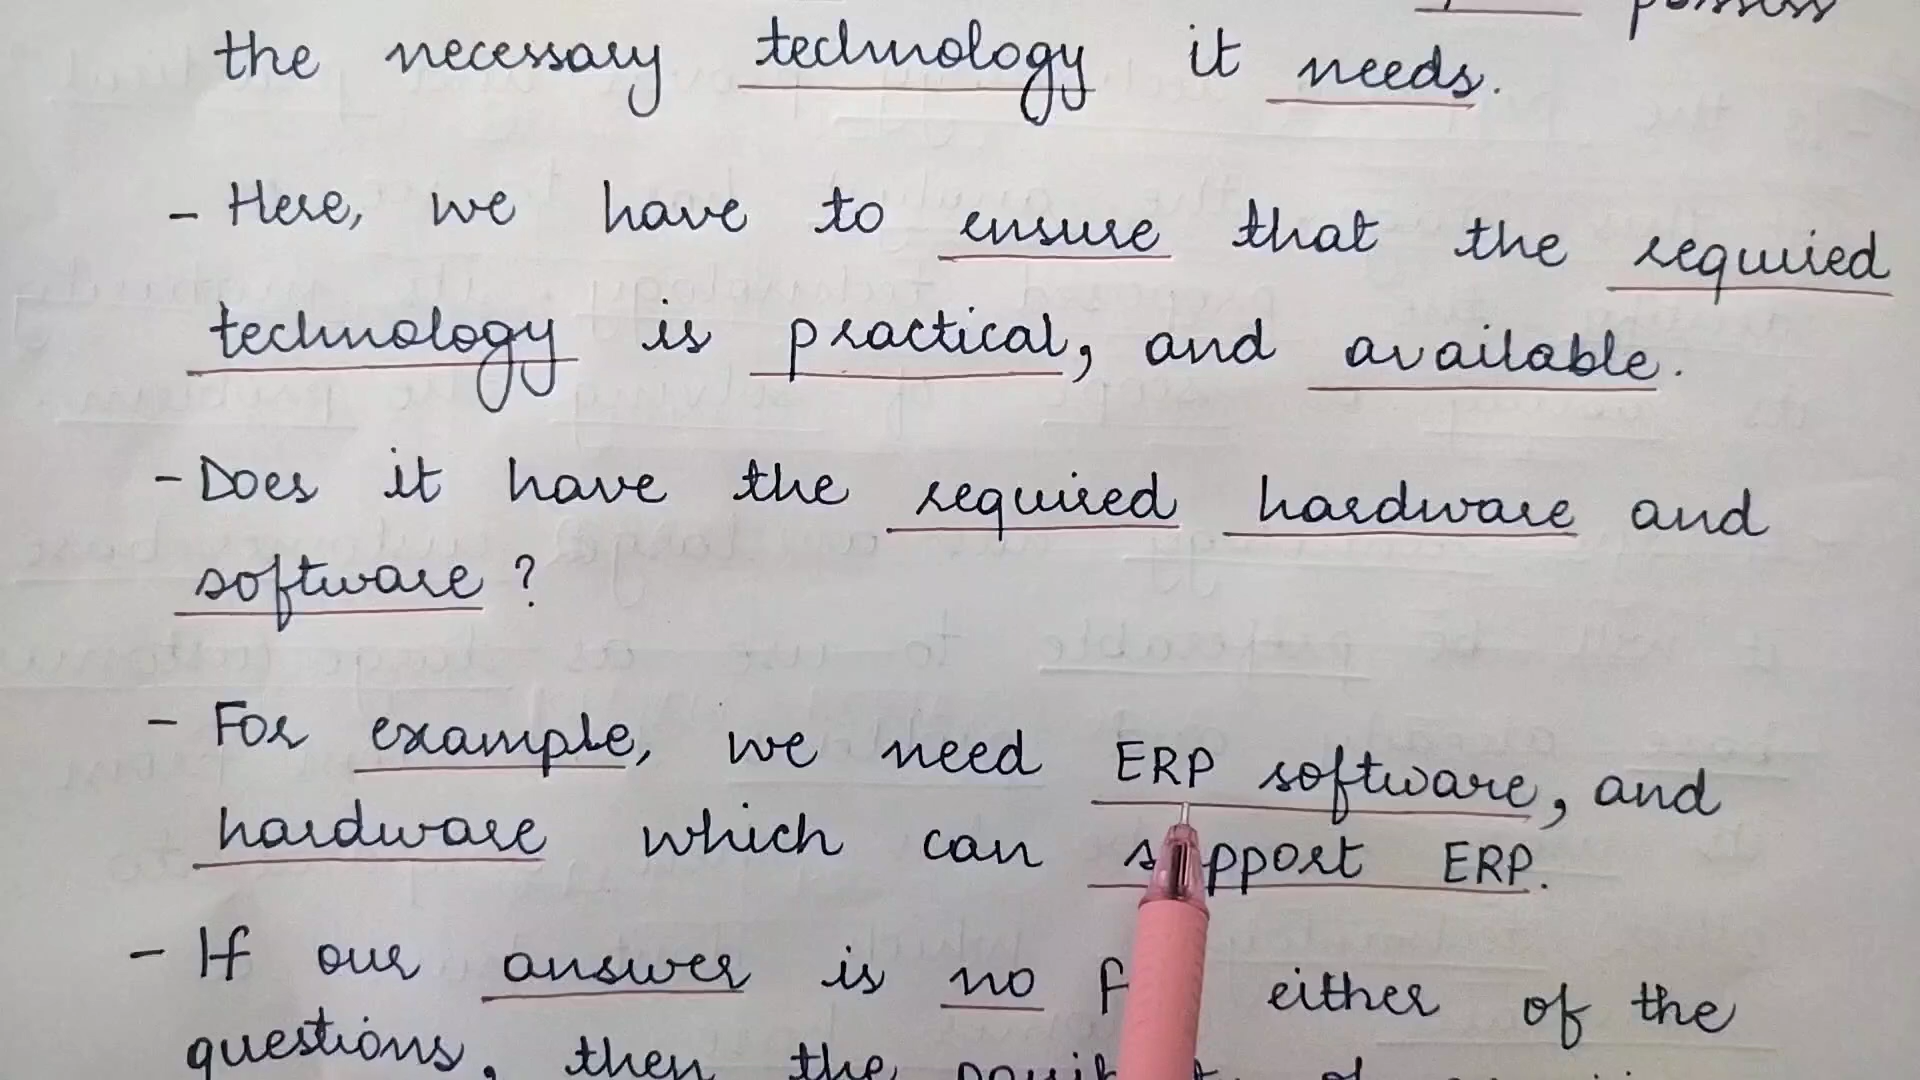 possess
the necessary technology it needs.
- Here, we have to ensure that the required
technology is practical, and available.
- Does it have the required hardware and
software ?
- For example, we need ERP software, and
hardware which can support ERP.
- If our answer is no either of the
questions, then the